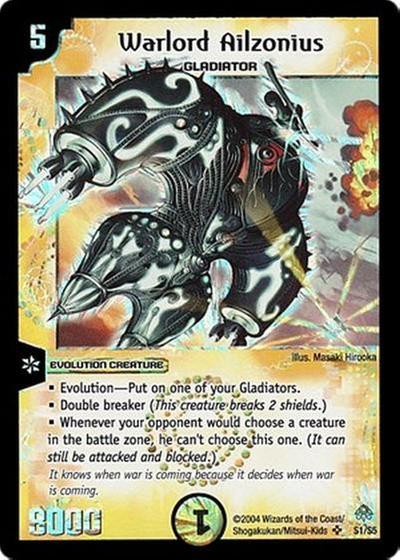 5
Warlord Ailzonius
GLADIATOR
Illus. Masaki Hirooka
EVOLUTION CREATURE
▪ Evolution—Put on one of your Gladiators.
▪ Double breaker (This creature breaks 2 shields.)
▪ Whenever your opponent would choose a creature
in the battle zone, he can't choose this one. (It can
still be attacked and blocked.)
It knows when war is coming because it decides when war
is coming.
8000
1
©2004 Wizards of the Coast/
Shogakukan/Mitsui-Kids
S1/S5